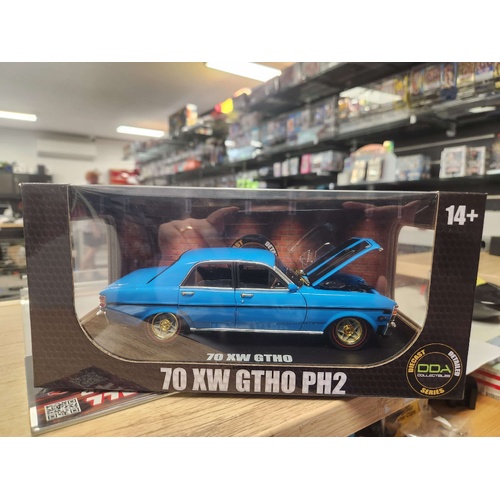 14+
70 XW GTHO
70 XW GTHO PH2
DIECAST
DETAILED
DDA
COLLECTIBLES
SERIES